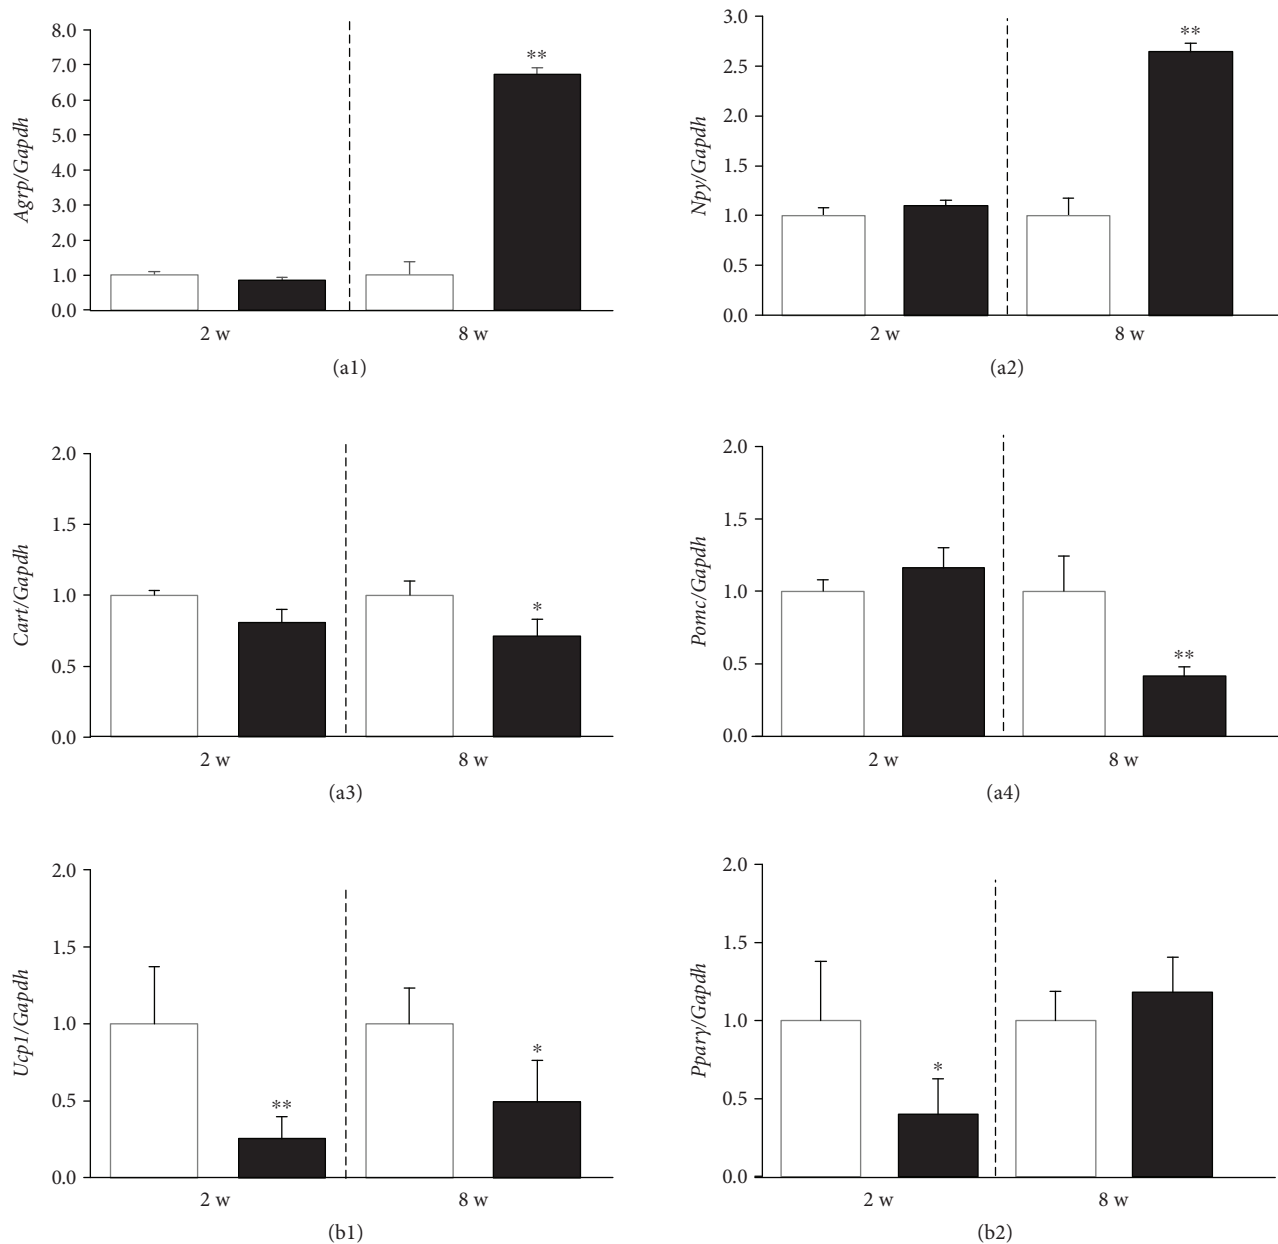 Agrp/Gapdh
8.0
7.0
6.0
5.0
4.0
3.0
2.0
1.0
0.0
**
2 w
8 w
(a1)
Npy/Gapdh
3.0
2.5
2.0
1.5
1.0
0.5
0.0
**
2 w
8 w
(a2)
Cart/Gapdh
2.0
1.5
1.0
0.5
0.0
*
2 w
8 w
(a3)
Pomc/Gapdh
2.0
1.5
1.0
0.5
0.0
**
2 w
8 w
(a4)
Ucp1/Gapdh
2.0
1.5
1.0
0.5
0.0
**
*
2 w
8 w
(b1)
Pparγ/Gapdh
2.0
1.5
1.0
0.5
0.0
*
2 w
8 w
(b2)